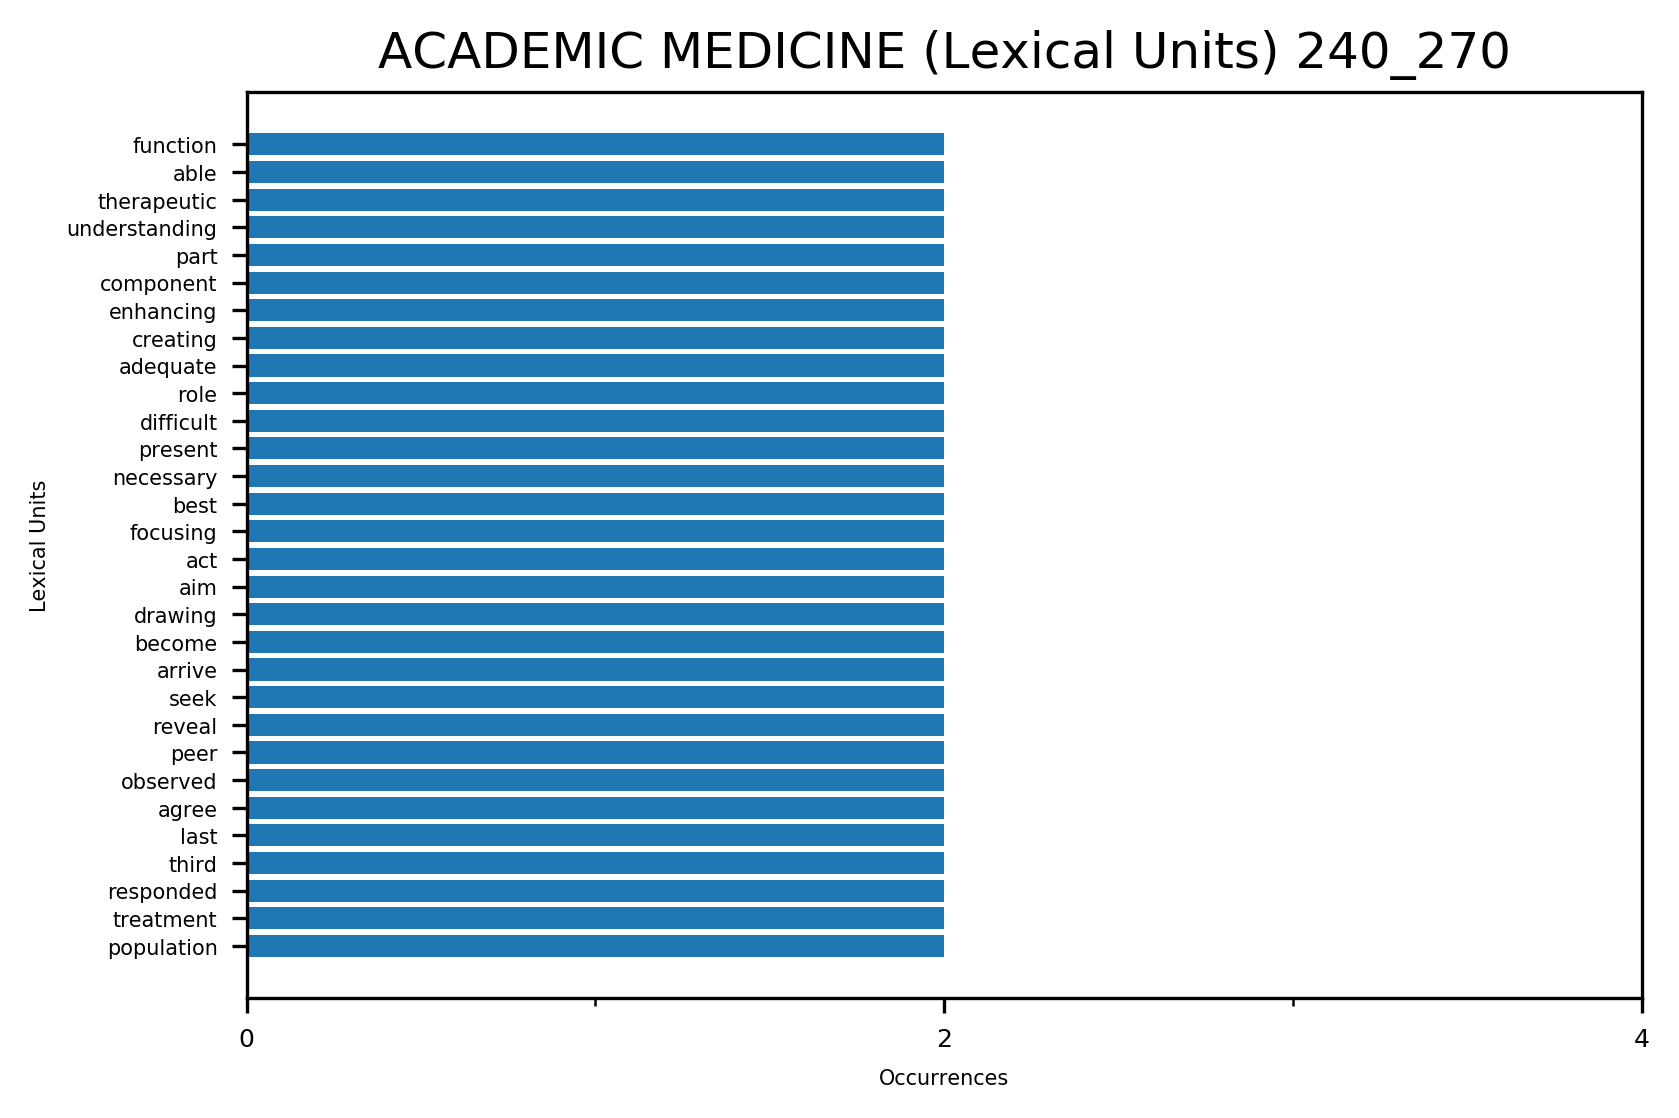 ACADEMIC MEDICINE (Lexical Units) 240_270
function
able
therapeutic
understanding
part
component
enhancing
creating
adequate
role
difficult
present
necessary
best
focusing
act
aim
drawing
become
arrive
seek
reveal
peer
observed
agree
last
third
responded
treatment
population
Lexical Units
0 2 4
Occurrences